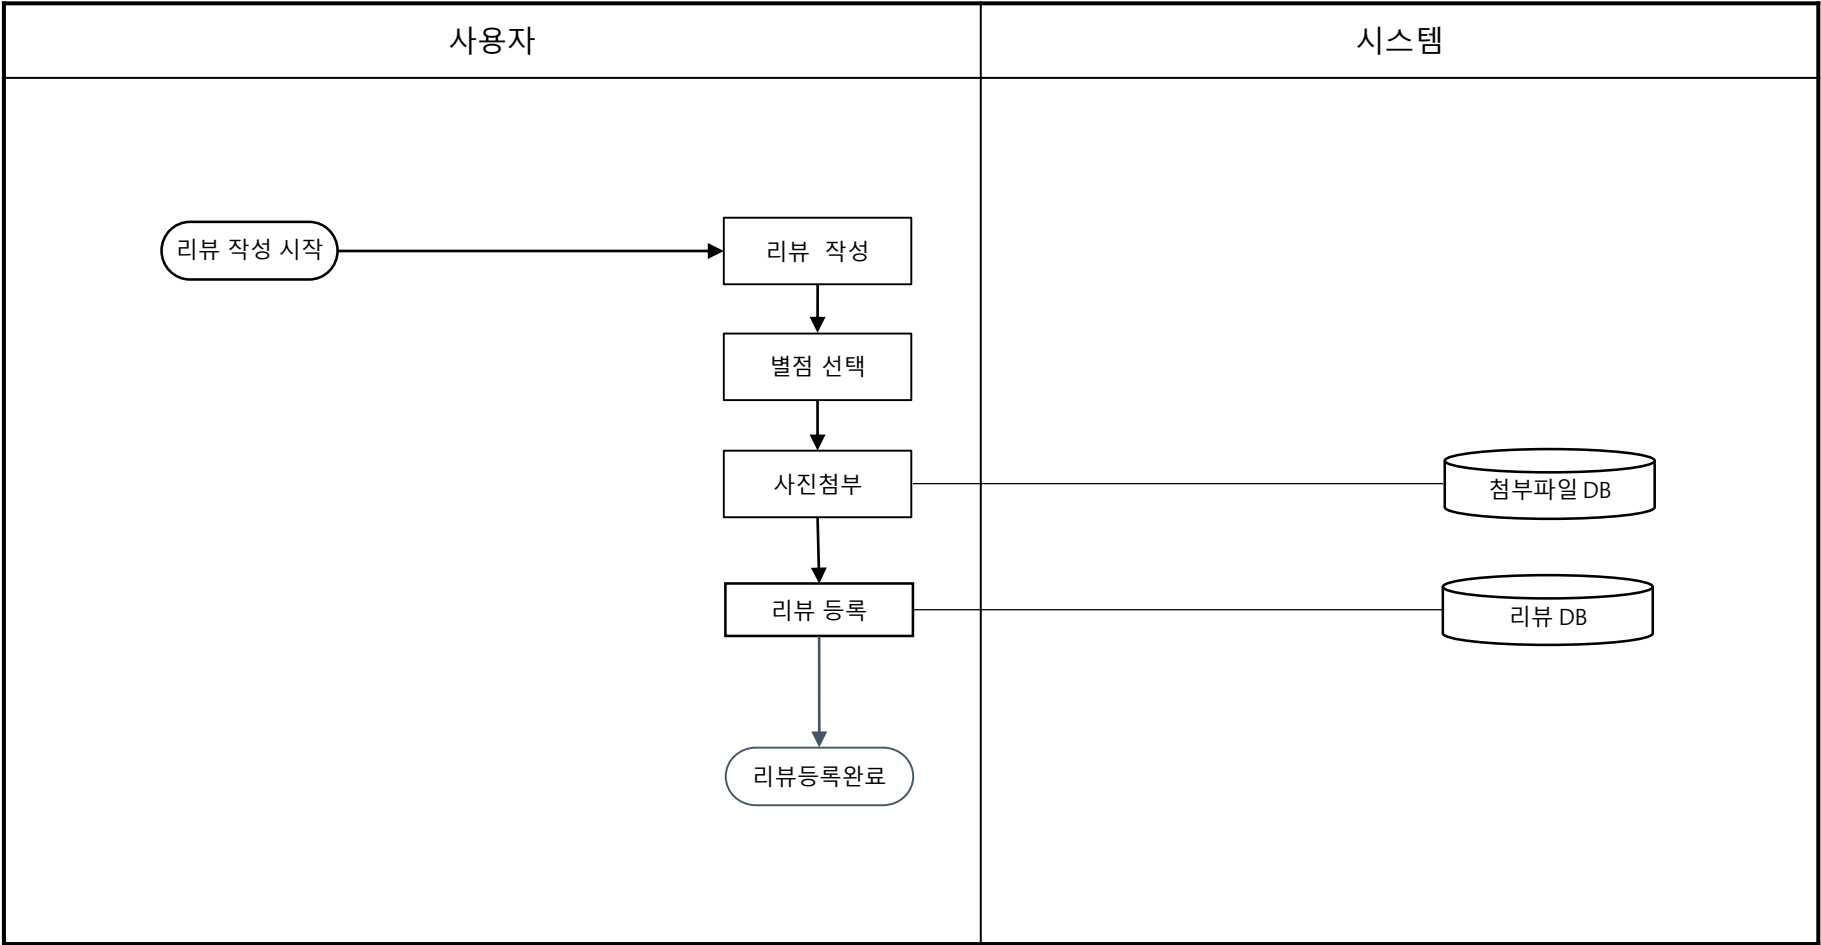 사용자
시스템
리뷰 작성 시작
리뷰 작성
별점 선택
사진첨부
첨부파일 DB
리뷰 등록
리뷰 DB
리뷰등록완료